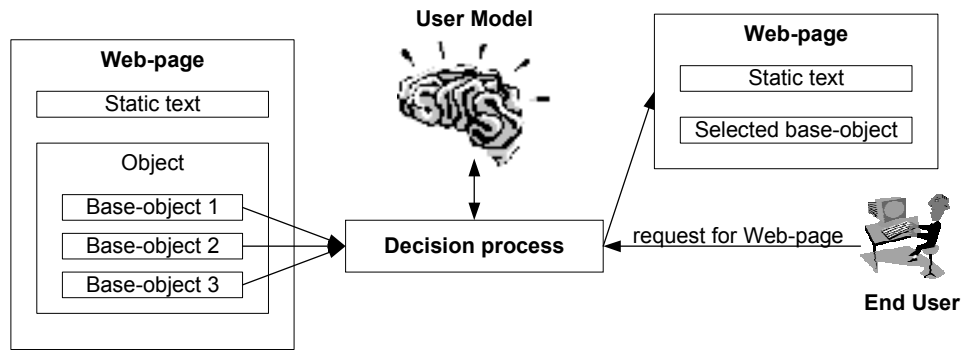 User Model
Web-page
Static text
Object
Base-object 1
Base-object 2
Base-object 3
Decision process
Web-page
Static text
Selected base-object
request for Web-page
End User